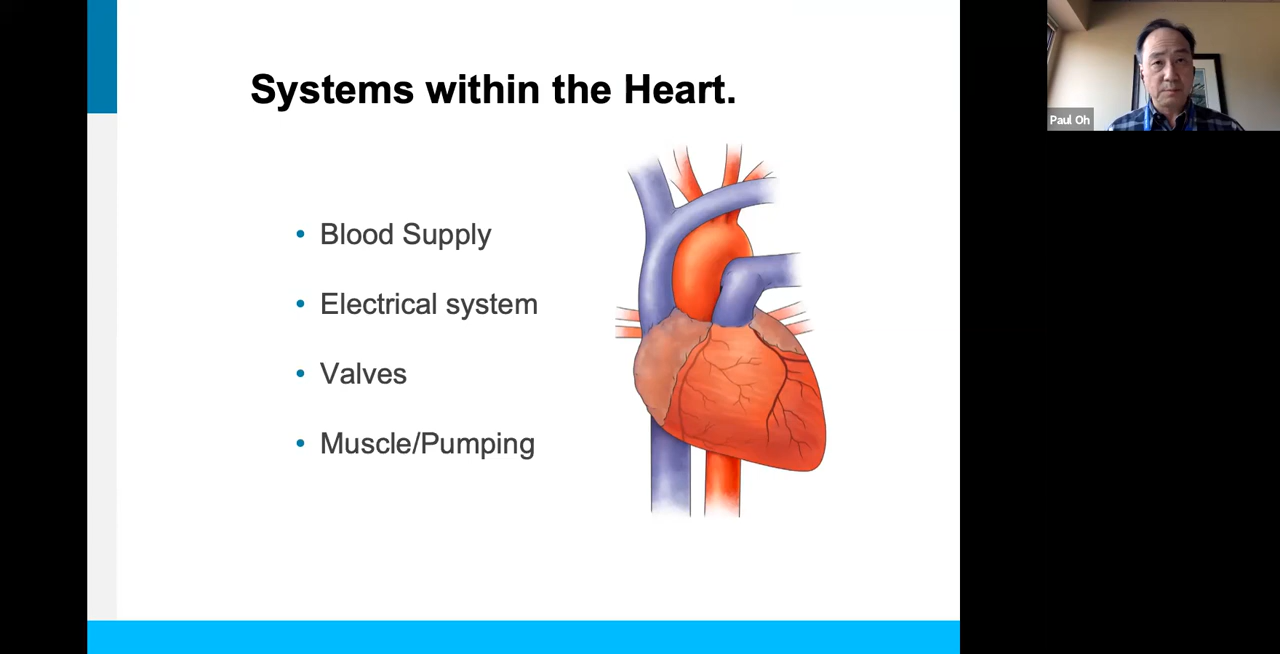 Systems within the Heart.
Blood Supply
Electrical system
Valves
Muscle/Pumping
Paul Oh